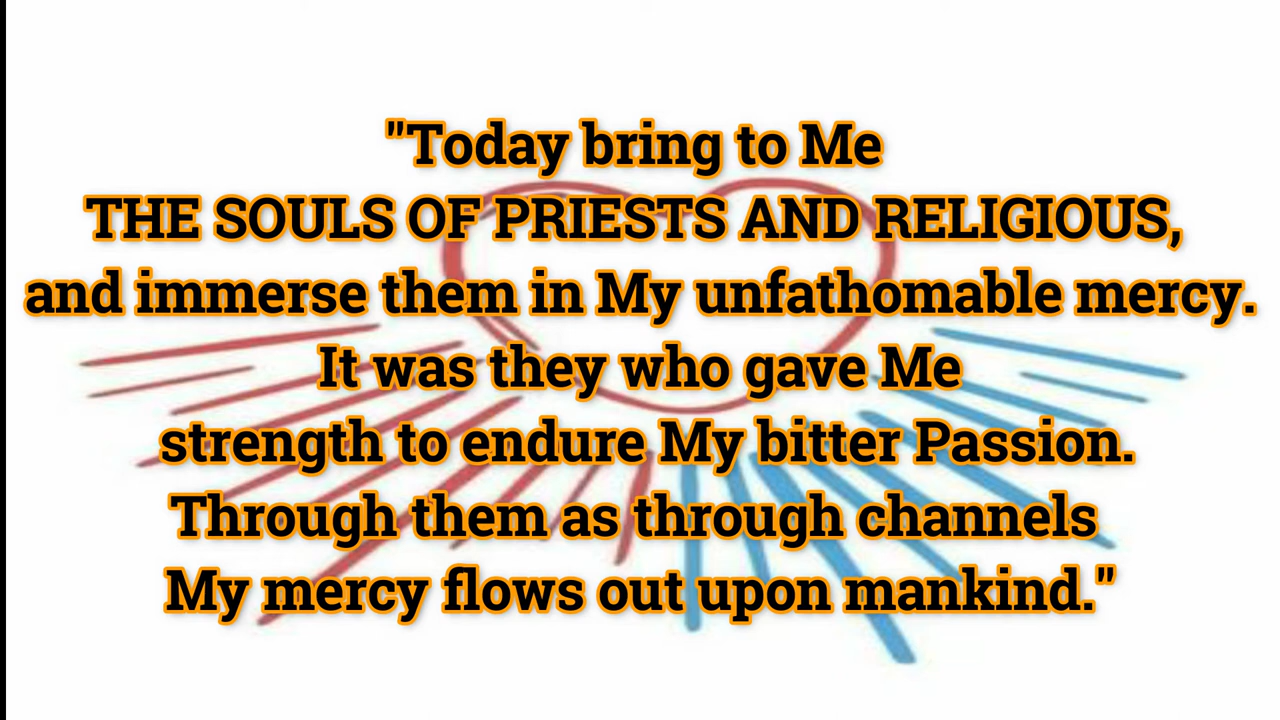 "Today bring to Me
THE SOULS OF PRIESTS AND RELIGIOUS,
and immerse them in My unfathomable mercy.
It was they who gave Me
strength to endure My bitter Passion.
Through them as through channels
My mercy flows out upon mankind."